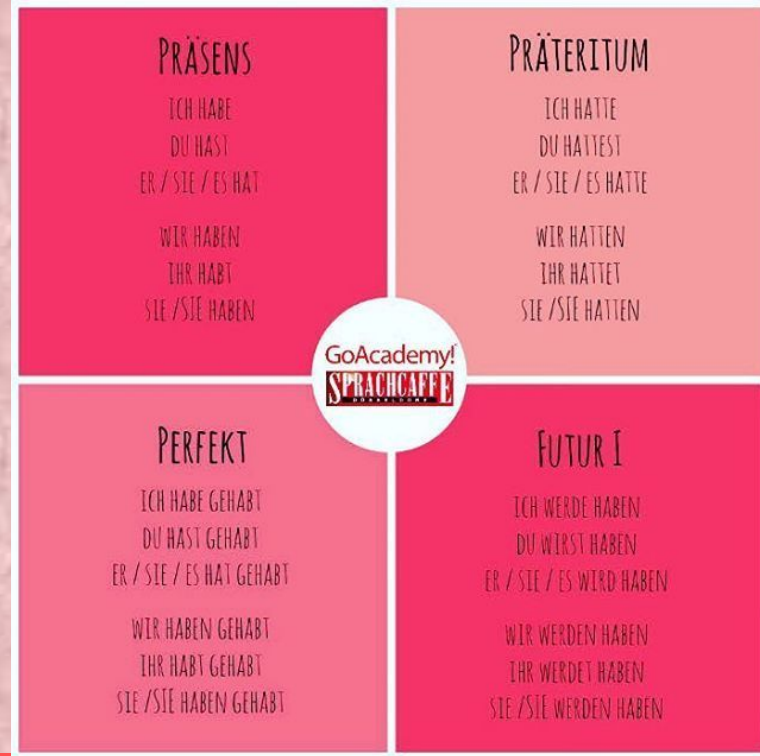 PRÄSENS
ICH HABE
DU HAST
ER / SIE / ES HAT
WIR HABEN
IHR HABT
SIE /SIE HABEN
PRÄTERITUM
ICH HATTE
DU HATTEST
ER / SIE / ES HATTE
WIR HATTEN
IHR HATTET
SIE /SIE HATTEN
GoAcademy!
SPRACHCAFFE
DÜSSELDORF
PERFEKT
ICH HABE GEHABT
DU HAST GEHABT
ER / SIE / ES HAT GEHABT
WIR HABEN GEHABT
IHR HABT GEHABT
SIE /SIE HABEN GEHABT
FUTUR I
ICH WERDE HABEN
DU WIRST HABEN
ER / SIE / ES WIRD HABEN
WIR WERDEN HABEN
IHR WERDET HABEN
SIE /SIE WERDEN HABEN